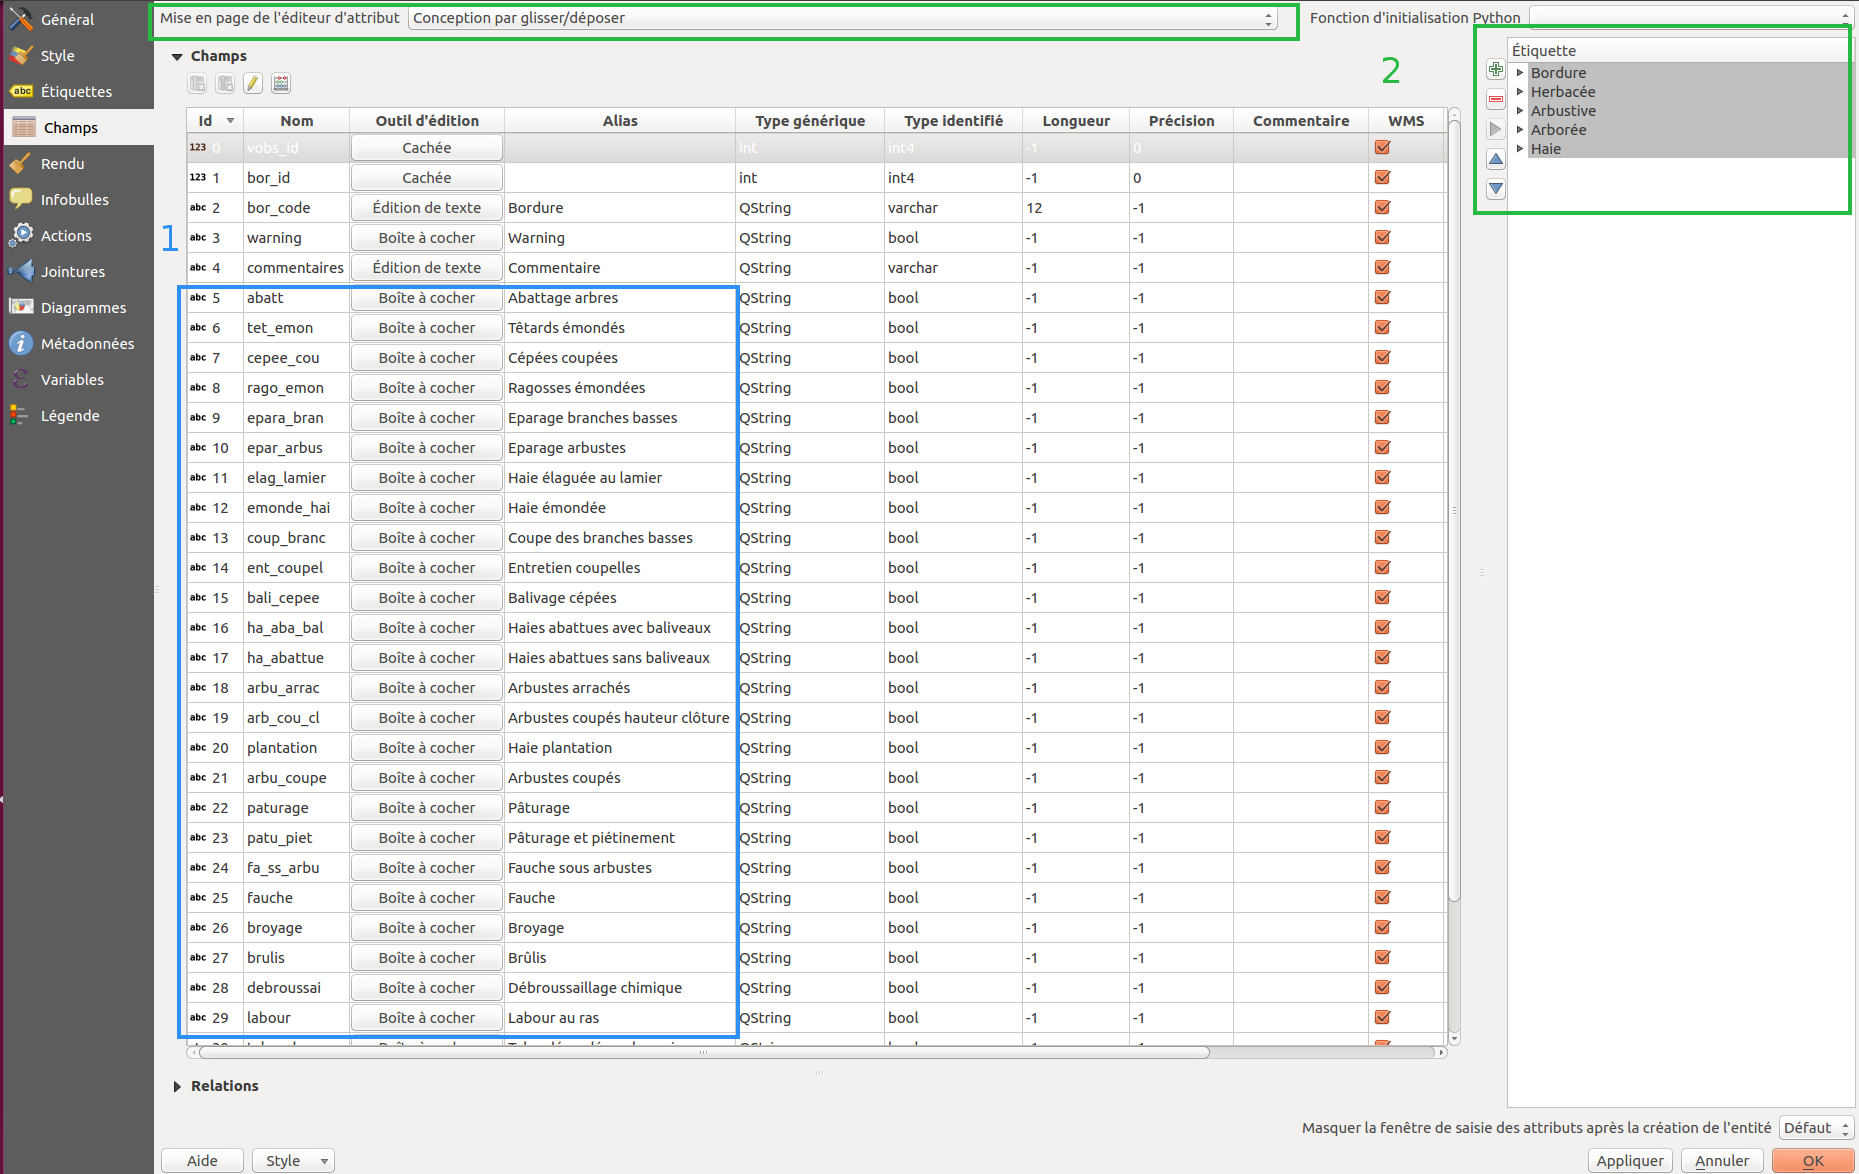 Général
Style
Étiquettes
Champs
Rendu
Infobulles
Actions
Jointures
Diagrammes
Métadonnées
Variables
Légende
Mise en page de l'éditeur d'attribut Conception par glisser/déposer Fonction d'initialisation Python
Champs
1
2
Id Nom Outil d'édition Alias Type générique Type identifié Longueur Précision Commentaire WMS
123 0 vobs_id Cachée int int4 -1 0
123 1 bor_id Cachée int int4 -1 0
abc 2 bor_code Édition de texte Bordure QString varchar 12 -1
abc 3 warning Boîte à cocher Warning QString bool -1 -1
abc 4 commentaires Édition de texte Commentaire QString varchar -1 -1
abc 5 abatt Boîte à cocher Abattage arbres QString bool -1 -1
abc 6 tet_emon Boîte à cocher Têtards émondés QString bool -1 -1
abc 7 cepee_cou Boîte à cocher Cépées coupées QString bool -1 -1
abc 8 rago_emon Boîte à cocher Ragosses émondées QString bool -1 -1
abc 9 epara_bran Boîte à cocher Eparage branches basses QString bool -1 -1
abc 10 epar_arbus Boîte à cocher Eparage arbustes QString bool -1 -1
abc 11 elag_lamier Boîte à cocher Haie élaguée au lamier QString bool -1 -1
abc 12 emonde_hai Boîte à cocher Haie émondée QString bool -1 -1
abc 13 coup_branc Boîte à cocher Coupe des branches basses QString bool -1 -1
abc 14 ent_coupel Boîte à cocher Entretien coupelles QString bool -1 -1
abc 15 bali_cepee Boîte à cocher Balivage cépées QString bool -1 -1
abc 16 ha_aba_bal Boîte à cocher Haies abattues avec baliveaux QString bool -1 -1
abc 17 ha_abattue Boîte à cocher Haies abattues sans baliveaux QString bool -1 -1
abc 18 arbu_arrac Boîte à cocher Arbustes arrachés QString bool -1 -1
abc 19 arb_cou_cl Boîte à cocher Arbustes coupés hauteur clôture QString bool -1 -1
abc 20 plantation Boîte à cocher Haie plantation QString bool -1 -1
abc 21 arbu_coupe Boîte à cocher Arbustes coupés QString bool -1 -1
abc 22 paturage Boîte à cocher Pâturage QString bool -1 -1
abc 23 patu_piet Boîte à cocher Pâturage et piétinement QString bool -1 -1
abc 24 fa_ss_arbu Boîte à cocher Fauche sous arbustes QString bool -1 -1
abc 25 fauche Boîte à cocher Fauche QString bool -1 -1
abc 26 broyage Boîte à cocher Broyage QString bool -1 -1
abc 27 brulis Boîte à cocher Brûlis QString bool -1 -1
abc 28 debroussai Boîte à cocher Débroussaillage chimique QString bool -1 -1
abc 29 labour Boîte à cocher Labour au ras QString bool -1 -1
Étiquette
Bordure
Herbacée
Arbustive
Arborée
Haie
Relations
Masquer la fenêtre de saisie des attributs après la création de l'entité Défaut
Aide Style Appliquer Annuler OK